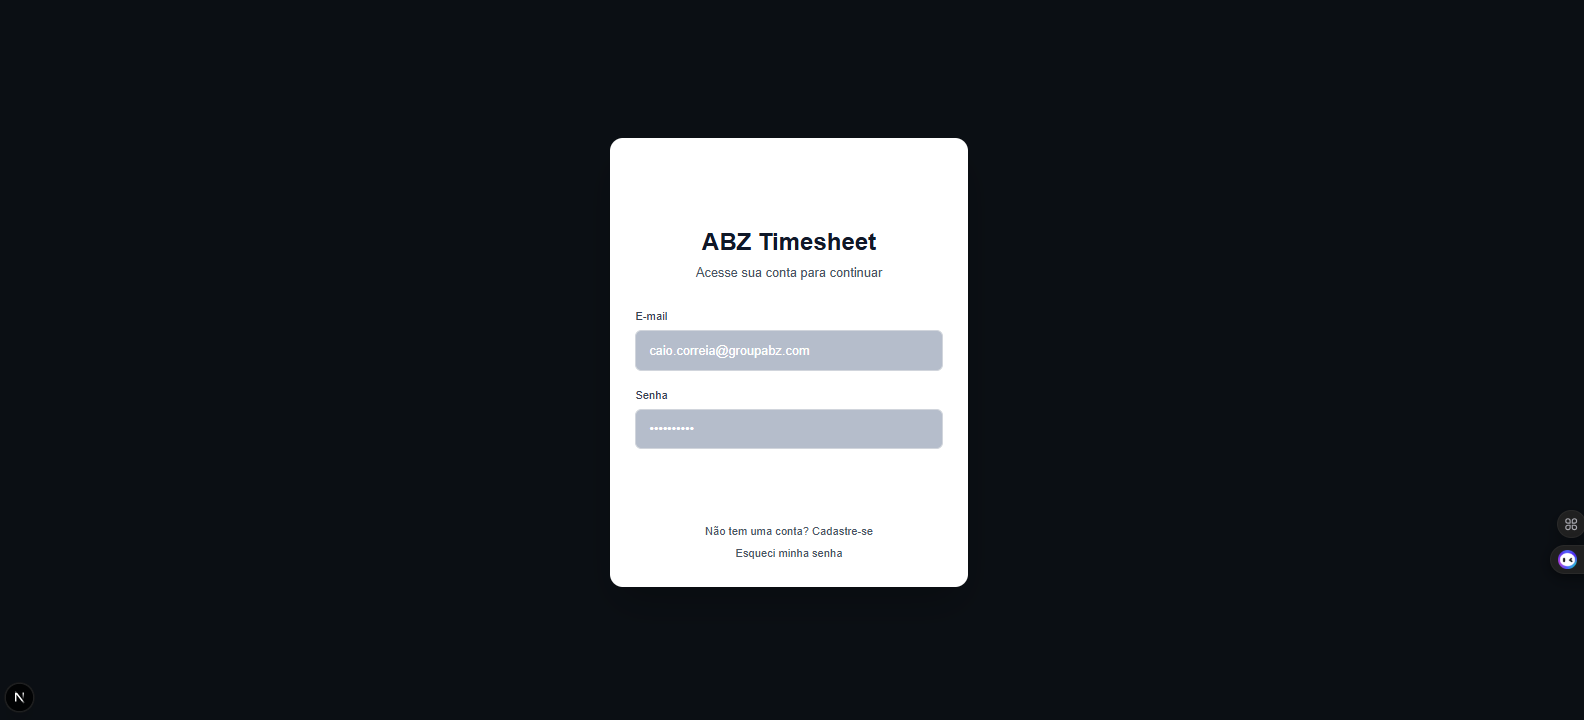 ABZ Timesheet
Acesse sua conta para continuar
E-mail
caio.correia@groupabz.com
Senha
••••••••••
Não tem uma conta? Cadastre-se
Esqueci minha senha
N